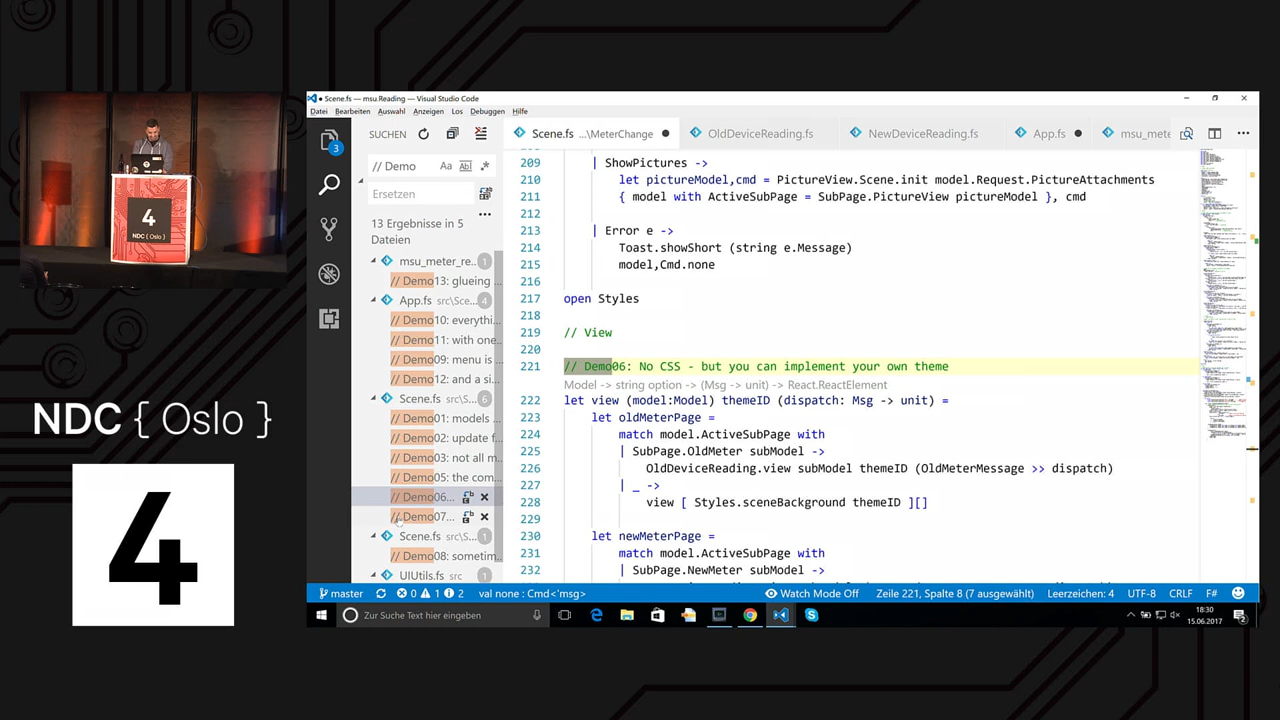 4
NDC { Oslo }
NDC { Oslo }
4
Scene.fs — msu.Reading — Visual Studio Code
Datei Bearbeiten Auswahl Anzeigen Los Debuggen Hilfe
SUCHEN
3
// Demo
Aa Abl .*
Ersetzen
13 Ergebnisse in 5
Dateien
msu_meter_re... 1
// Demo13: glueing ...
App.fs src\Sce... 4
// Demo10: everythi...
// Demo11: with one...
// Demo09: menu is ...
// Demo12: and a si...
Scene.fs src\S...
// Demo01: models ...
// Demo02: update f...
// Demo03: not all m...
// Demo05: the com...
// Demo06...
// Demo07...
Scene.fs src\S... 1
// Demo08: sometim...
UIUtils.fs src 1
Scene.fs ...\MeterChange OldDeviceReading.fs NewDeviceReading.fs App.fs msu_mete
209 | ShowPictures ->
210 let pictureModel,cmd = PictureView.Scene.init model.Request.PictureAttachments
211 { model with ActiveSubPage = SubPage.PictureView pictureModel }, cmd
212
213 | Error e ->
214 Toast.showShort (string e.Message)
215 model,Cmd.none
216
217 open Styles
218
219 // View
220
221 // Demo06: No CSS - but you can implement your own theme
Model -> string option -> (Msg -> unit) -> React.ReactElement
222 let view (model:Model) themeID (dispatch: Msg -> unit) =
223 let oldMeterPage =
224 match model.ActiveSubPage with
225 | SubPage.OldMeter subModel ->
226 OldDeviceReading.view subModel themeID (OldMeterMessage >> dispatch)
227 | _ ->
228 view [ Styles.sceneBackground themeID ][]
229
230 let newMeterPage =
231 match model.ActiveSubPage with
232 | SubPage.NewMeter subModel ->
master 0 1 2 val none : Cmd<'msg> Watch Mode Off Zeile 221, Spalte 8 (7 ausgewählt) Leerzeichen: 4 UTF-8 CRLF F#
Zur Suche Text hier eingeben
18:30
15.06.2017
2